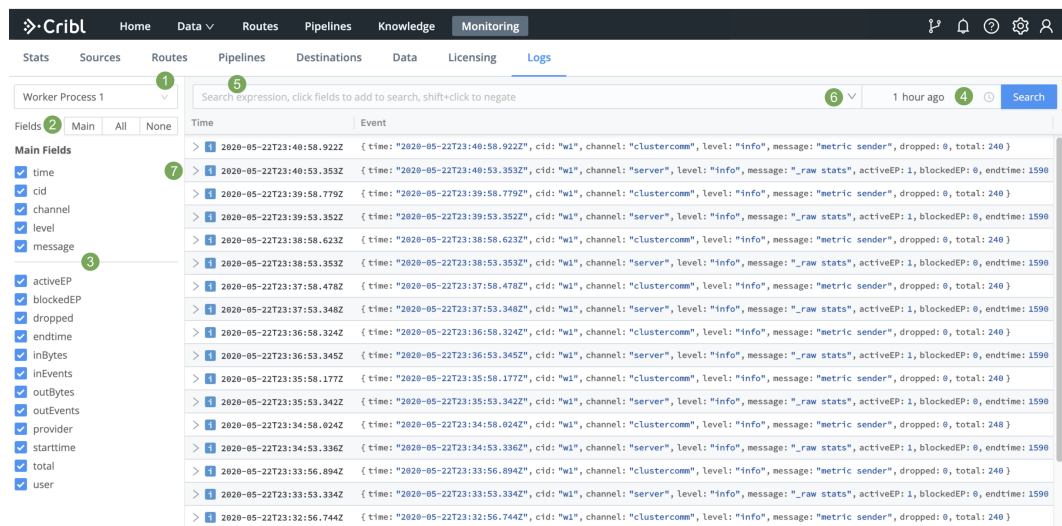 Cribl Home Data Routes Pipelines Knowledge Monitoring
Stats Sources Routes Pipelines Destinations Data Licensing Logs
1 5
Worker Process 1 Search expression, click fields to add to search, shift+click to negate 6 1 hour ago 4 Search
Fields 2 Main All None Time Event
Main Fields
time
cid
channel
level
message
3
activeEP
blockedEP
dropped
endtime
inBytes
inEvents
outBytes
outEvents
provider
starttime
total
user
7
> i 2020-05-22T23:40:58.922Z { time: "2020-05-22T23:40:58.922Z", cid: "w1", channel: "clustercomm", level: "info", message: "metric sender", dropped: 0, total: 240 }
> i 2020-05-22T23:40:53.353Z { time: "2020-05-22T23:40:53.353Z", cid: "w1", channel: "server", level: "info", message: "_raw stats", activeEP: 1, blockedEP: 0, endtime: 1590
> i 2020-05-22T23:39:58.779Z { time: "2020-05-22T23:39:58.779Z", cid: "w1", channel: "clustercomm", level: "info", message: "metric sender", dropped: 0, total: 240 }
> i 2020-05-22T23:39:53.352Z { time: "2020-05-22T23:39:53.352Z", cid: "w1", channel: "server", level: "info", message: "_raw stats", activeEP: 1, blockedEP: 0, endtime: 1590
> i 2020-05-22T23:38:58.623Z { time: "2020-05-22T23:38:58.623Z", cid: "w1", channel: "clustercomm", level: "info", message: "metric sender", dropped: 0, total: 240 }
> i 2020-05-22T23:38:53.353Z { time: "2020-05-22T23:38:53.353Z", cid: "w1", channel: "server", level: "info", message: "_raw stats", activeEP: 1, blockedEP: 0, endtime: 1590
> i 2020-05-22T23:37:58.478Z { time: "2020-05-22T23:37:58.478Z", cid: "w1", channel: "clustercomm", level: "info", message: "metric sender", dropped: 0, total: 240 }
> i 2020-05-22T23:37:53.348Z { time: "2020-05-22T23:37:53.348Z", cid: "w1", channel: "server", level: "info", message: "_raw stats", activeEP: 1, blockedEP: 0, endtime: 1590
> i 2020-05-22T23:36:58.324Z { time: "2020-05-22T23:36:58.324Z", cid: "w1", channel: "clustercomm", level: "info", message: "metric sender", dropped: 0, total: 240 }
> i 2020-05-22T23:36:53.345Z { time: "2020-05-22T23:36:53.345Z", cid: "w1", channel: "server", level: "info", message: "_raw stats", activeEP: 1, blockedEP: 0, endtime: 1590
> i 2020-05-22T23:35:58.177Z { time: "2020-05-22T23:35:58.177Z", cid: "w1", channel: "clustercomm", level: "info", message: "metric sender", dropped: 0, total: 240 }
> i 2020-05-22T23:35:53.342Z { time: "2020-05-22T23:35:53.342Z", cid: "w1", channel: "server", level: "info", message: "_raw stats", activeEP: 1, blockedEP: 0, endtime: 1590
> i 2020-05-22T23:34:58.024Z { time: "2020-05-22T23:34:58.024Z", cid: "w1", channel: "clustercomm", level: "info", message: "metric sender", dropped: 0, total: 248 }
> i 2020-05-22T23:34:53.336Z { time: "2020-05-22T23:34:53.336Z", cid: "w1", channel: "server", level: "info", message: "_raw stats", activeEP: 1, blockedEP: 0, endtime: 1590
> i 2020-05-22T23:33:56.894Z { time: "2020-05-22T23:33:56.894Z", cid: "w1", channel: "clustercomm", level: "info", message: "metric sender", dropped: 0, total: 240 }
> i 2020-05-22T23:33:53.334Z { time: "2020-05-22T23:33:53.334Z", cid: "w1", channel: "server", level: "info", message: "_raw stats", activeEP: 1, blockedEP: 0, endtime: 1590
> i 2020-05-22T23:32:56.744Z { time: "2020-05-22T23:32:56.744Z", cid: "w1", channel: "clustercomm", level: "info", message: "metric sender", dropped: 0, total: 240 }